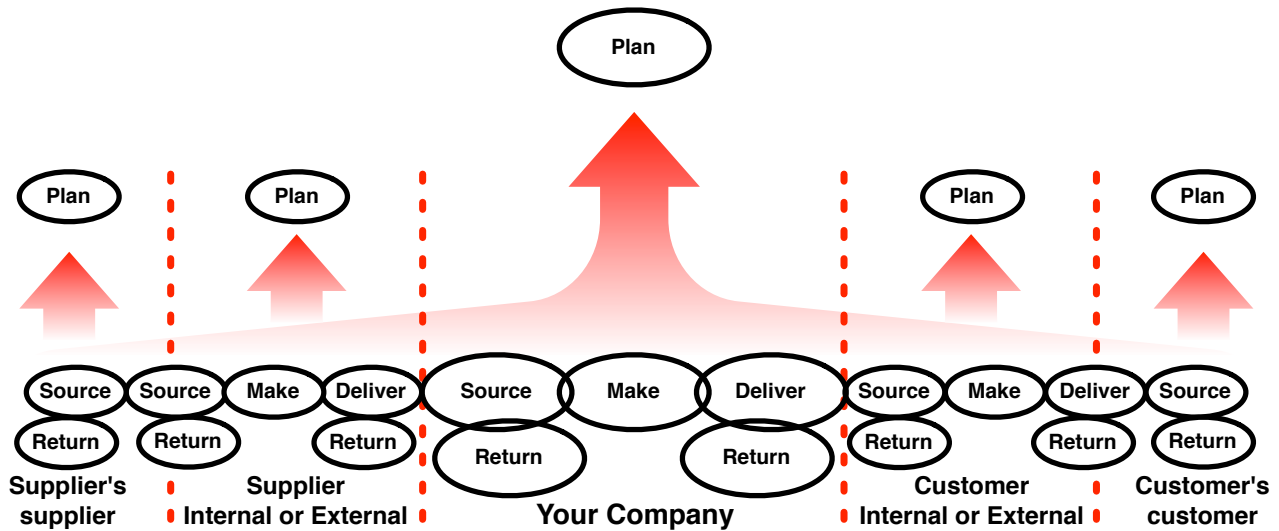 Plan
Plan
Plan
Plan
Plan
Source
Source
Make
Deliver
Source
Make
Deliver
Source
Make
Deliver
Source
Return
Return
Return
Return
Return
Return
Return
Return
Supplier's
supplier
Supplier
Internal or External
Your Company
Customer
Internal or External
Customer's
customer